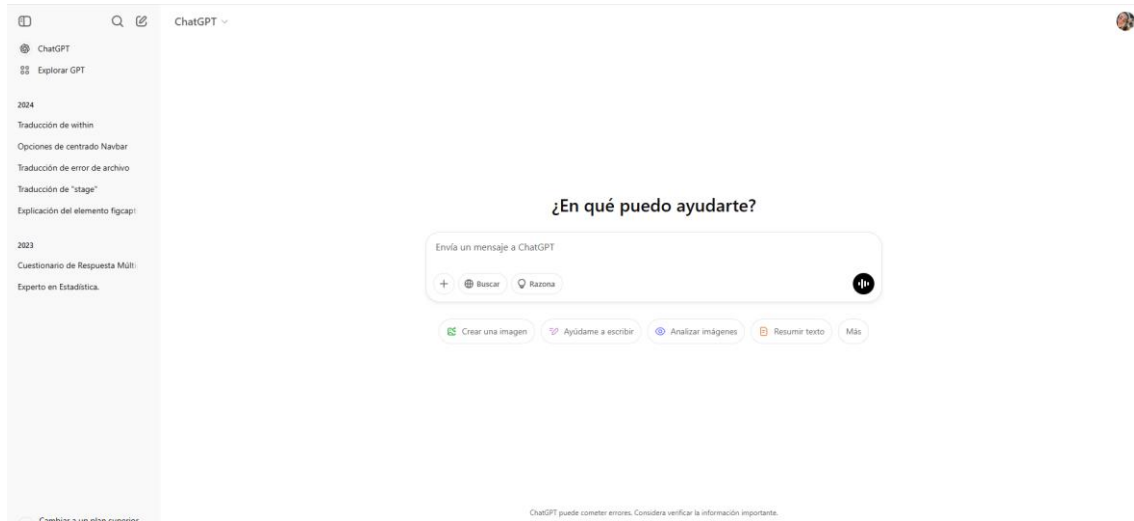 ChatGPT
ChatGPT
Explorar GPT
2024
Traducción de within
Opciones de centrado Navbar
Traducción de error de archivo
Traducción de "stage"
Explicación del elemento figcapt
2023
Cuestionario de Respuesta Múlti
Experto en Estadística.
Cambiar a un plan superior
¿En qué puedo ayudarte?
Envía un mensaje a ChatGPT
Buscar Razona
Crear una imagen Ayúdame a escribir Analizar imágenes Resumir texto Más
ChatGPT puede cometer errores. Considera verificar la información importante.